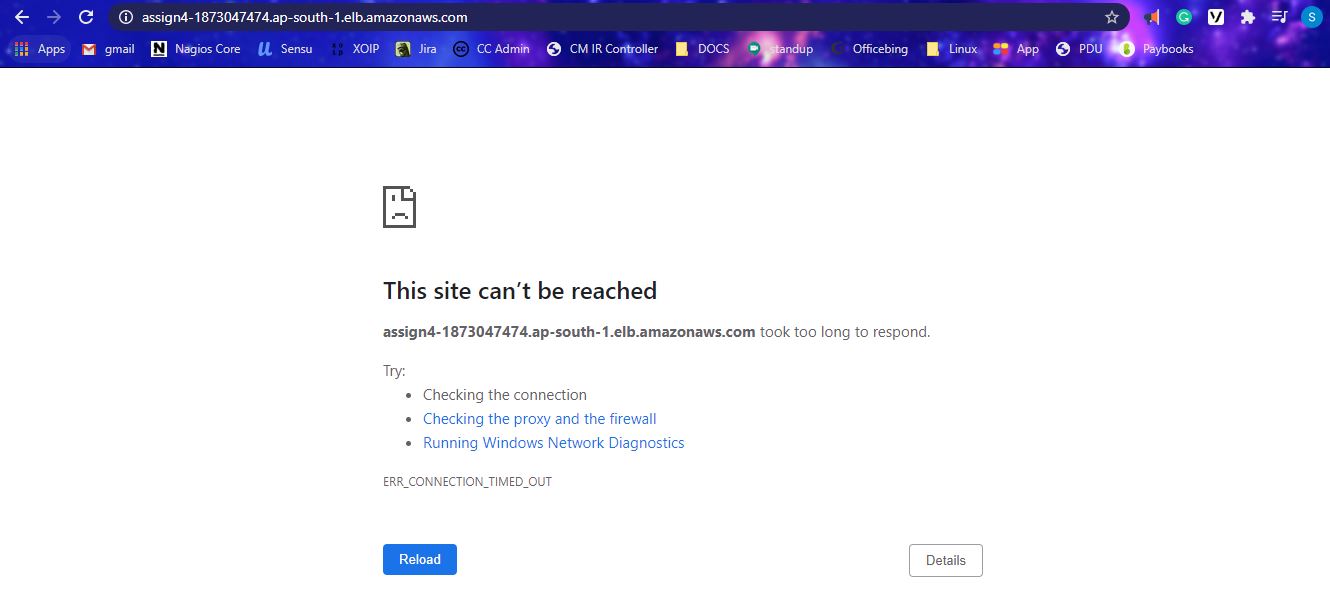 assign4-1873047474.ap-south-1.elb.amazonaws.com
Apps gmail Nagios Core Sensu XOIP Jira CC Admin CM IR Controller DOCS standup Officebing Linux App PDU Paybooks
This site can't be reached
assign4-1873047474.ap-south-1.elb.amazonaws.com took too long to respond.
Try:
• Checking the connection
• Checking the proxy and the firewall
• Running Windows Network Diagnostics
ERR_CONNECTION_TIMED_OUT
Reload Details